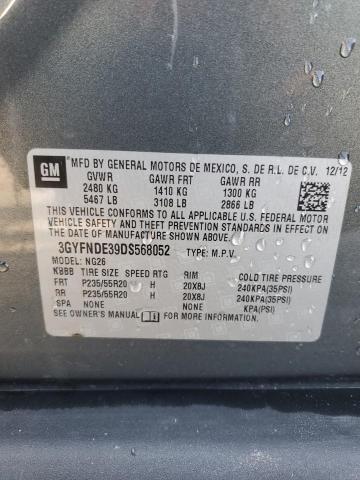 GM
MFD BY GENERAL MOTORS DE MEXICO, S. DE R.L. DE C.V. 12/12
GVWR GAWR FRT GAWR RR
2480 KG 1410 KG 1300 KG
5467 LB 3108 LB 2866 LB
THIS VEHICLE CONFORMS TO ALL APPLICABLE U.S. FEDERAL MOTOR
VEHICLE SAFETY, BUMPER, AND THEFT PREVENTION STANDARDS IN EFFECT
ON THE DATE OF MANUFACTURE SHOWN ABOVE.
3GYFNDE39DS568052 TYPE: M.P.V.
MODEL: NG26
KBBB TIRE SIZE SPEED RTG RIM COLD TIRE PRESSURE
FRT P235/55R20 H 20X8J 240KPA(35PSI)
RR P235/55R20 H 20X8J 240KPA(35PSI)
SPA NONE NONE KPA(PSI)
SEE OWNER'S MANUAL FOR MORE INFORMATION.